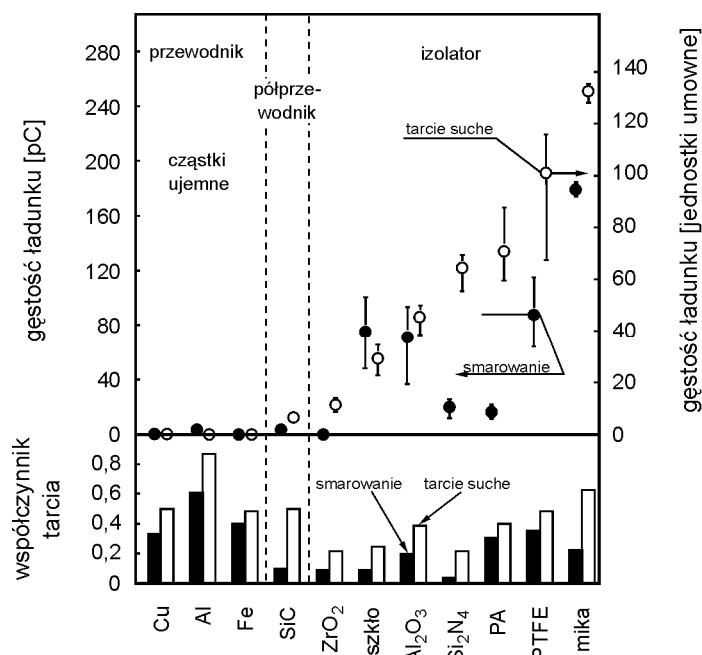 przewodnik
izolator
półprze-
wodnik
cząstki
ujemne
tarcie suche
smarowanie
gęstość ładunku [pC]
280
240
200
160
120
80
40
0
gęstość ładunku [jednostki umowne]
140
120
100
80
60
40
20
0
współczynnik
tarcia
0,8
0,6
0,4
0,2
0
smarowanie
tarcie suche
Cu
Al
Fe
SiC
ZrO₂
szkło
Al₂O₃
Si₂N₄
PA
PTFE
mika